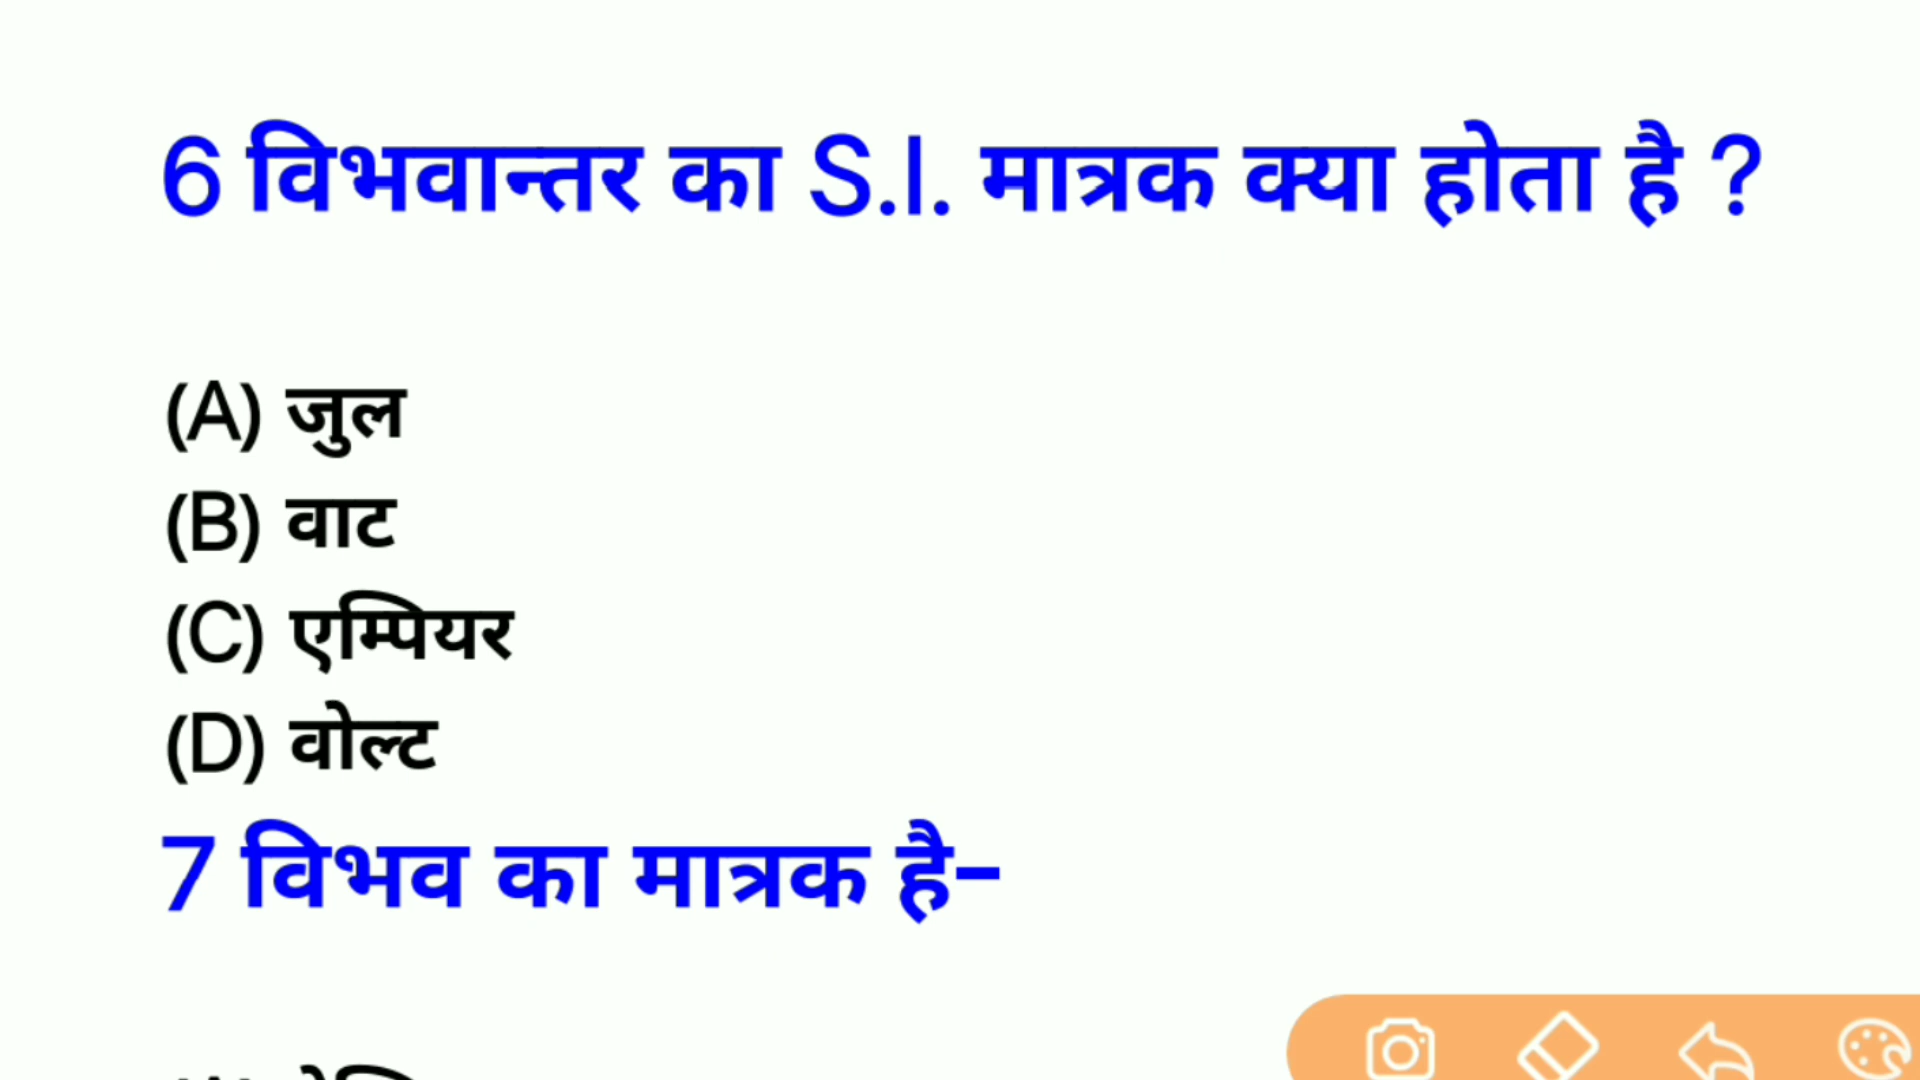 6 विभवान्तर का S.I. मात्रक क्या होता है ?
(A) जुल
(B) वाट
(C) एम्पियर
(D) वोल्ट
7 विभव का मात्रक है-